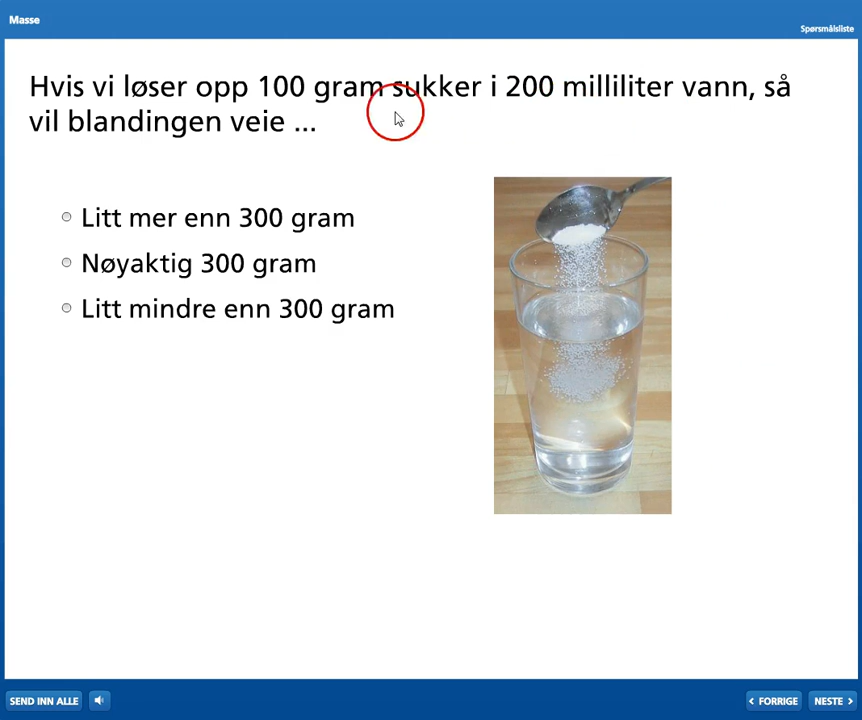 Masse
Spørsmålsliste
Hvis vi løser opp 100 gram sukker i 200 milliliter vann, så
vil blandingen veie ...
Litt mer enn 300 gram
Nøyaktig 300 gram
Litt mindre enn 300 gram
SEND INN ALLE
FORRIGE
NESTE